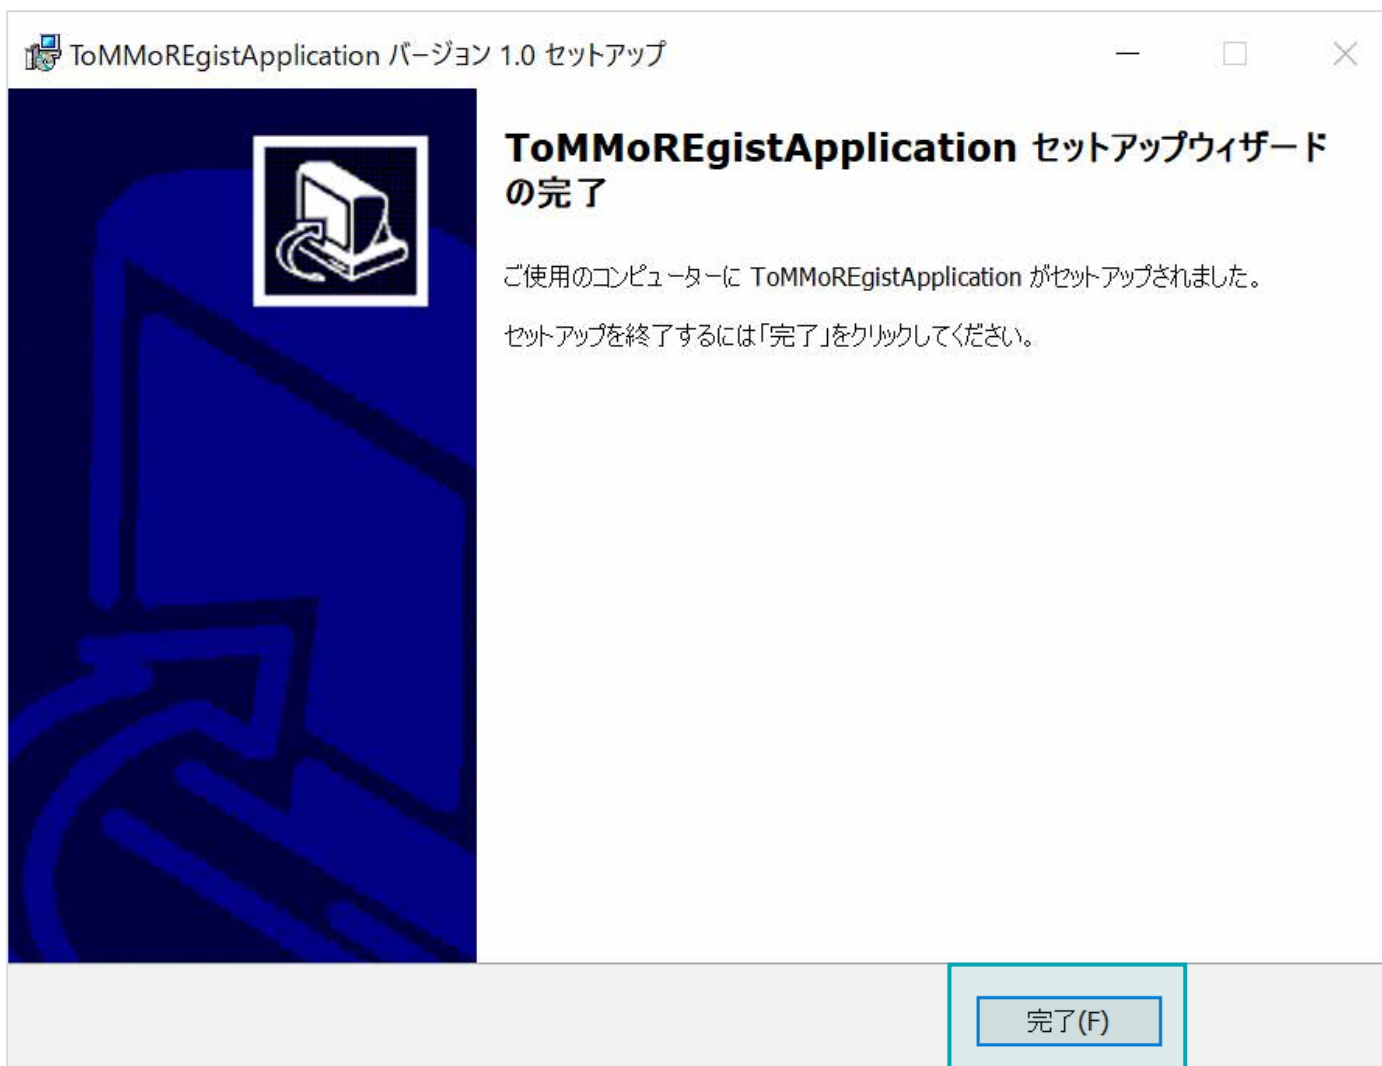 ToMMoREgistApplication バージョン 1.0 セットアップ
ToMMoREgistApplication セットアップウィザード
の完了
ご使用のコンピューターに ToMMoREgistApplication がセットアップされました。
セットアップを終了するには「完了」をクリックしてください。
完了(F)